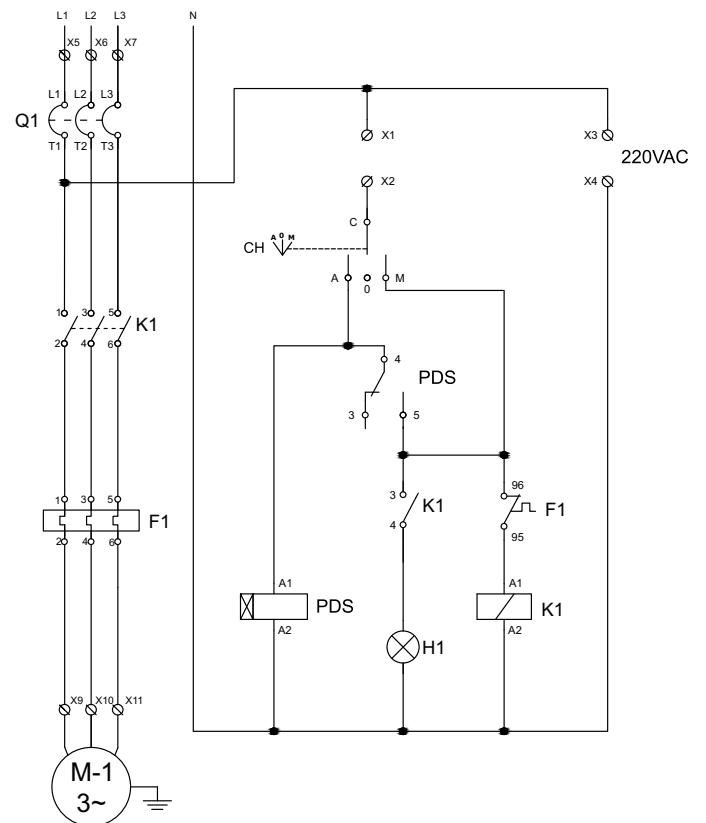 L1 L2 L3 N
X5 X6 X7
L1 L2 L3
Q1
T1 T2 T3
X1 X3
220VAC
X2 X4
C
CH A 0 M
A 0 M
1 3 5
K1
2 4 6
4
PDS
3 5
96
3
K1 F1
4
95
1 3 5
F1
2 4 6
A1 A1
PDS K1
A2 A2
H1
X9 X10 X11
M-1
3~